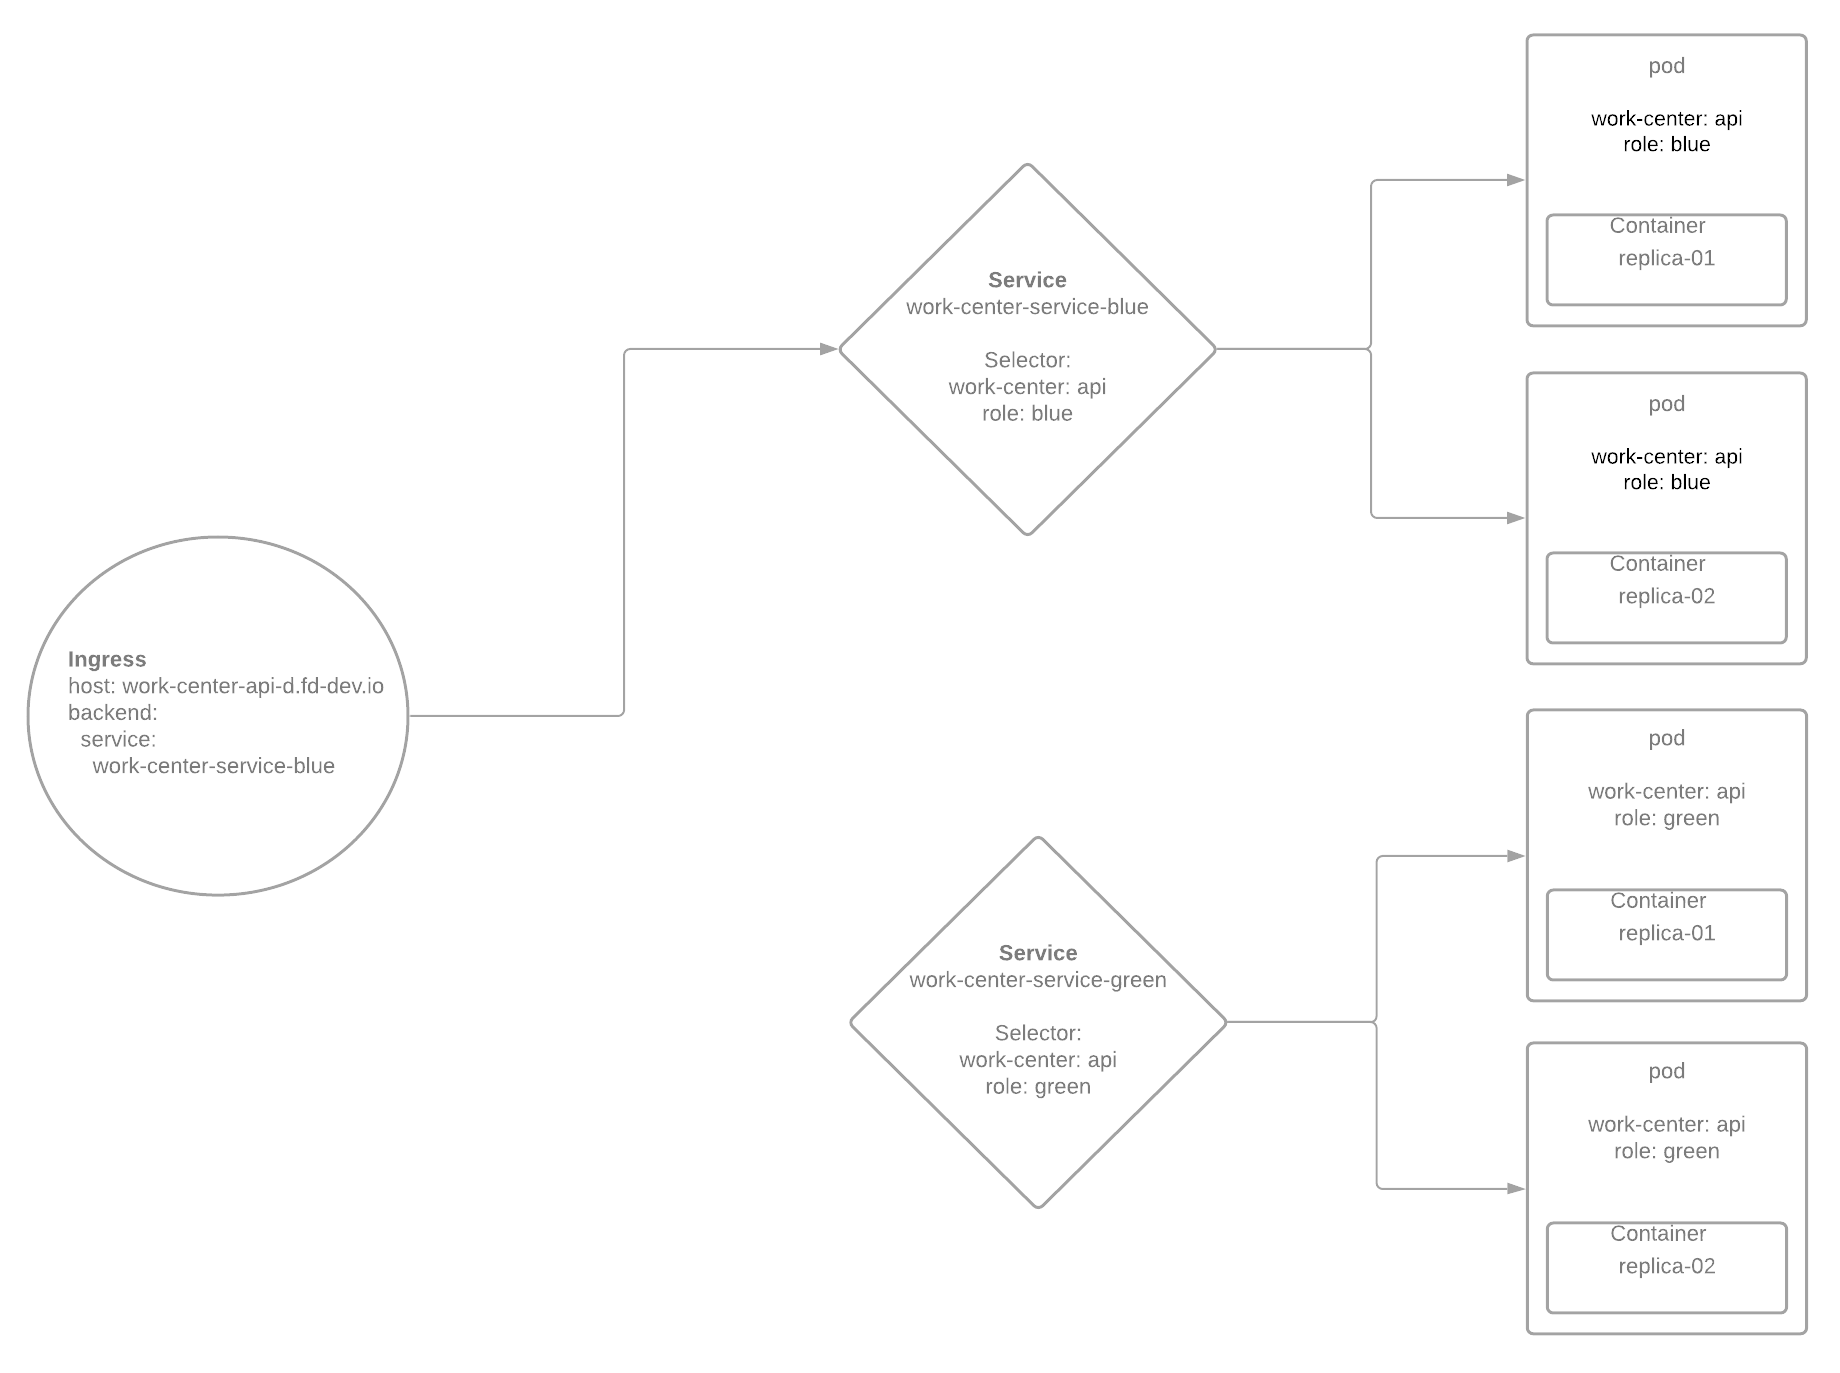 Ingress
host: work-center-api-d.fd-dev.io
backend:
service:
work-center-service-blue
Service
work-center-service-blue
Selector:
work-center: api
role: blue
pod
work-center: api
role: blue
Container
replica-01
pod
work-center: api
role: blue
Container
replica-02
Service
work-center-service-green
Selector:
work-center: api
role: green
pod
work-center: api
role: green
Container
replica-01
pod
work-center: api
role: green
Container
replica-02